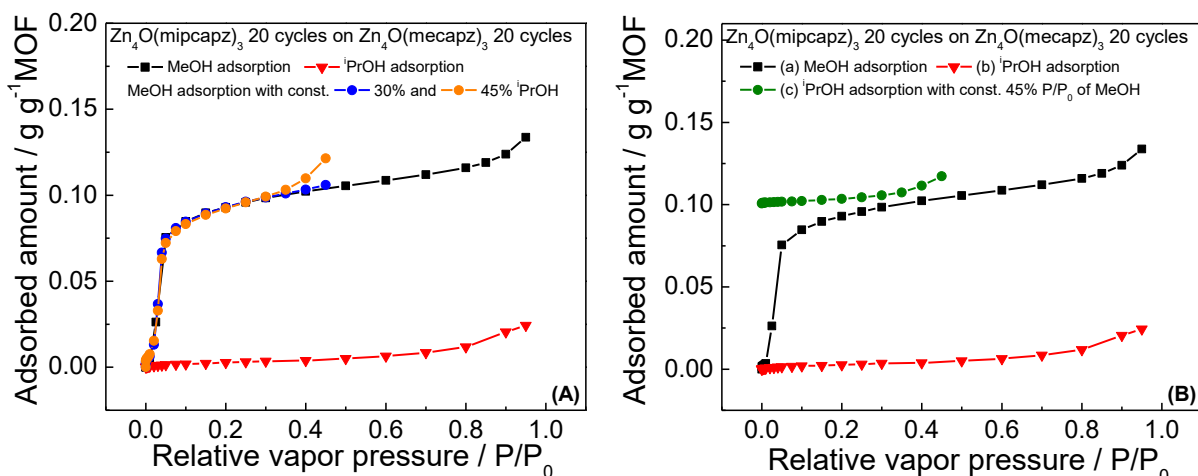 Zn₄O(mipcapz)₃ 20 cycles on Zn₄O(mecapz)₃ 20 cycles
MeOH adsorption ⁱPrOH adsorption
MeOH adsorption with const. 30% and 45% ⁱPrOH
0.20
0.15
0.10
0.05
0.00
Adsorbed amount / g g⁻¹MOF
(A)
0.0 0.2 0.4 0.6 0.8 1.0
Relative vapor pressure / P/P₀
Zn₄O(mipcapz)₃ 20 cycles on Zn₄O(mecapz)₃ 20 cycles
(a) MeOH adsorption (b) ⁱPrOH adsorption
(c) ⁱPrOH adsorption with const. 45% P/P₀ of MeOH
0.20
0.15
0.10
0.05
0.00
Adsorbed amount / g g⁻¹MOF
(B)
0.0 0.2 0.4 0.6 0.8 1.0
Relative vapor pressure / P/P₀